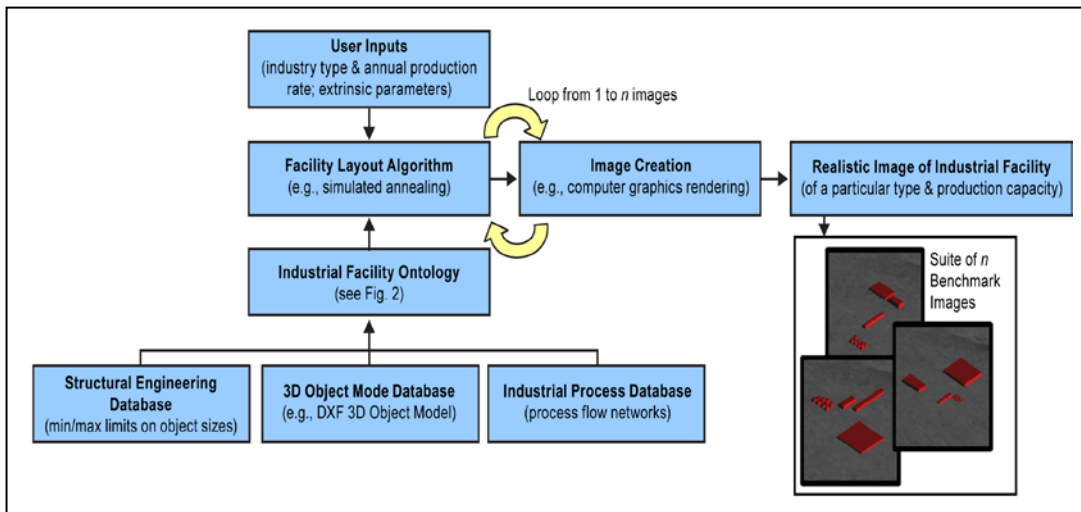 User Inputs
(industry type & annual production
rate; extrinsic parameters)
Loop from 1 to n images
Facility Layout Algorithm
(e.g., simulated annealing)
Image Creation
(e.g., computer graphics rendering)
Realistic Image of Industrial Facility
(of a particular type & production capacity)
Industrial Facility Ontology
(see Fig. 2)
Suite of n
Benchmark
Images
Structural Engineering
Database
(min/max limits on object sizes)
3D Object Mode Database
(e.g., DXF 3D Object Model)
Industrial Process Database
(process flow networks)